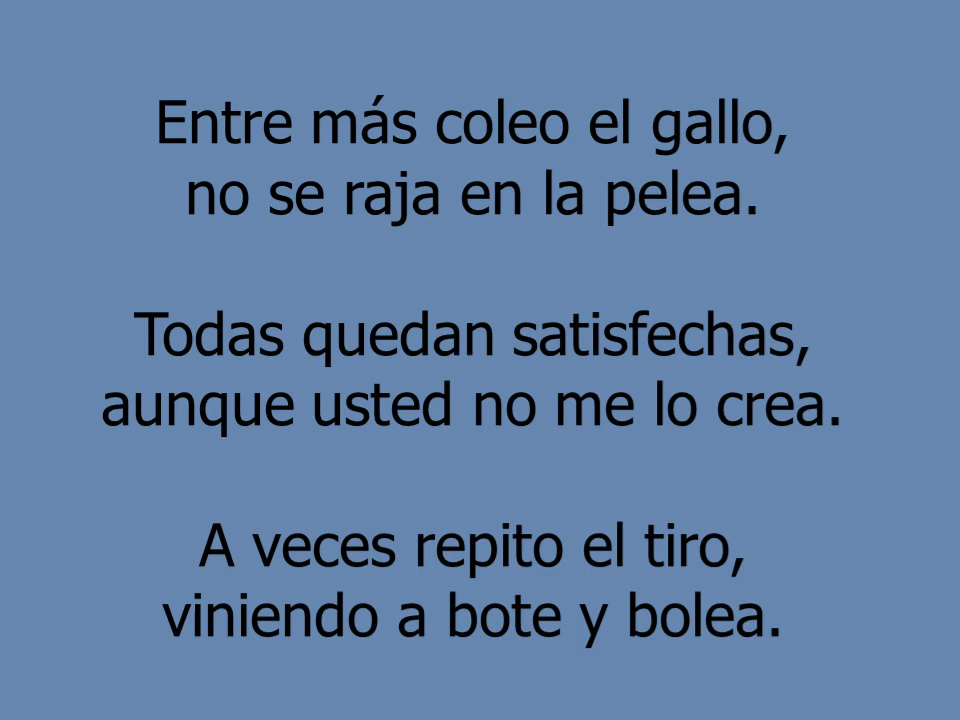 Entre más coleo el gallo,
no se raja en la pelea.
Todas quedan satisfechas,
aunque usted no me lo crea.
A veces repito el tiro,
viniendo a bote y bolea.